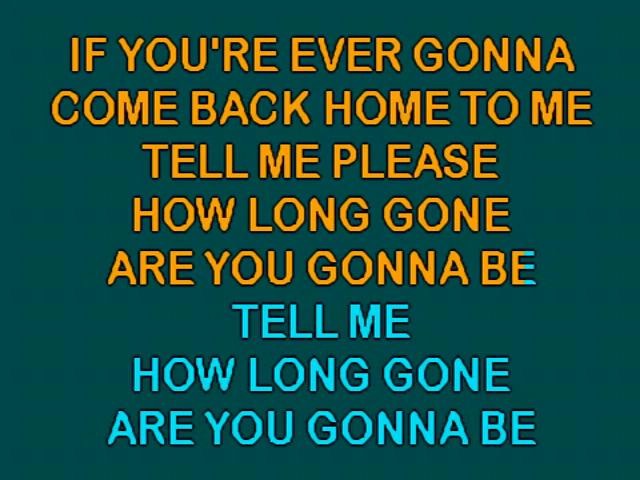 IF YOU'RE EVER GONNA
COME BACK HOME TO ME
TELL ME PLEASE
HOW LONG GONE
ARE YOU GONNA BE
TELL ME
HOW LONG GONE
ARE YOU GONNA BE